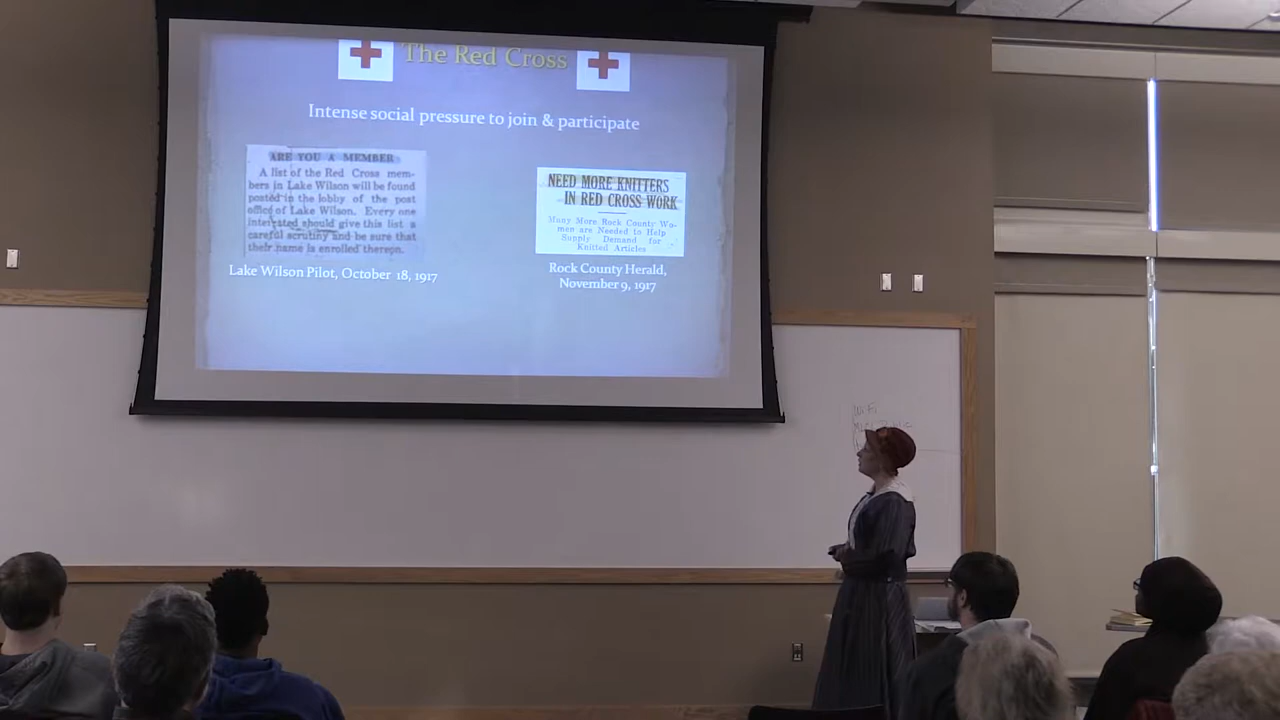 The Red Cross
Intense social pressure to join & participate
ARE YOU A MEMBER
A list of the Red Cross mem-
bers in Lake Wilson will be found
posted in the lobby of the post
office of Lake Wilson. Every one
interested should give this list a
careful scrutiny and be sure that
their name is enrolled thereon.
Lake Wilson Pilot, October 18, 1917
NEED MORE KNITTERS
IN RED CROSS WORK
Many More Rock County Wo-
men are Needed to Help
Supply Demand for
Knitted Articles
Rock County Herald,
November 9, 1917
Wi Fi